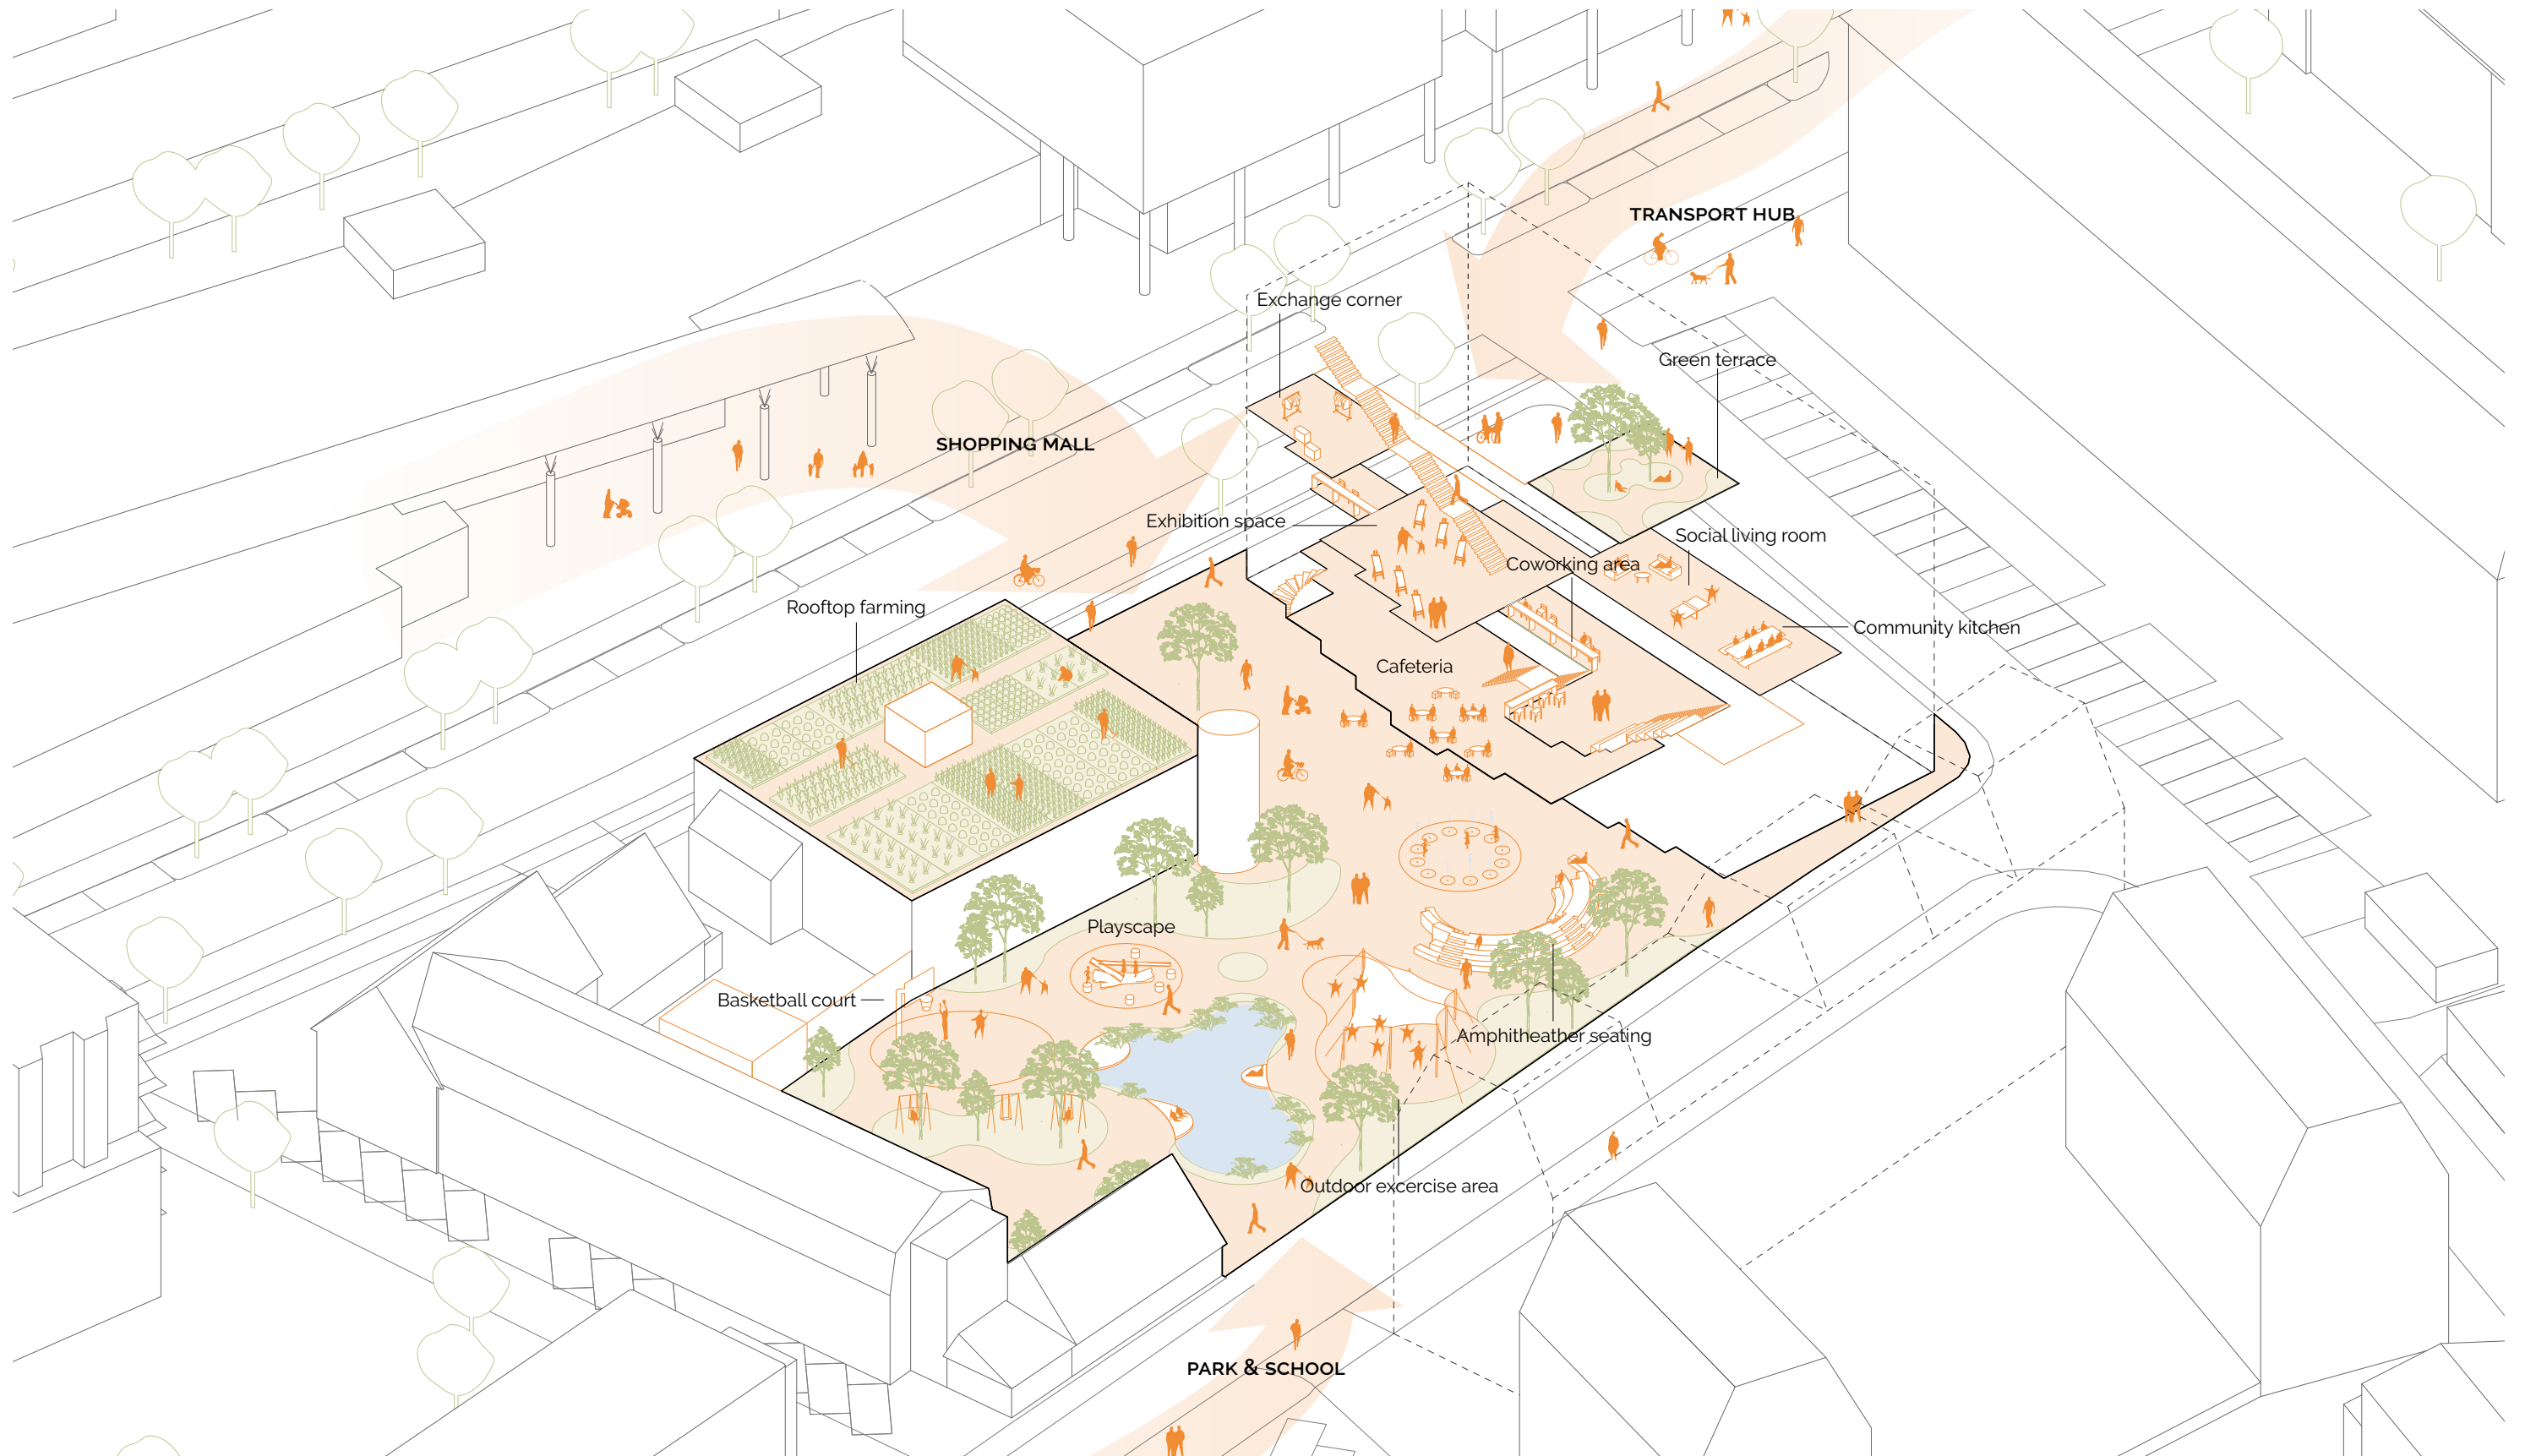 TRANSPORT HUB
Exchange corner
Green terrace
SHOPPING MALL
Exhibition space
Social living room
Coworking area
Rooftop farming
Community kitchen
Cafeteria
Playscape
Basketball court
Amphitheather seating
Outdoor excercise area
PARK & SCHOOL